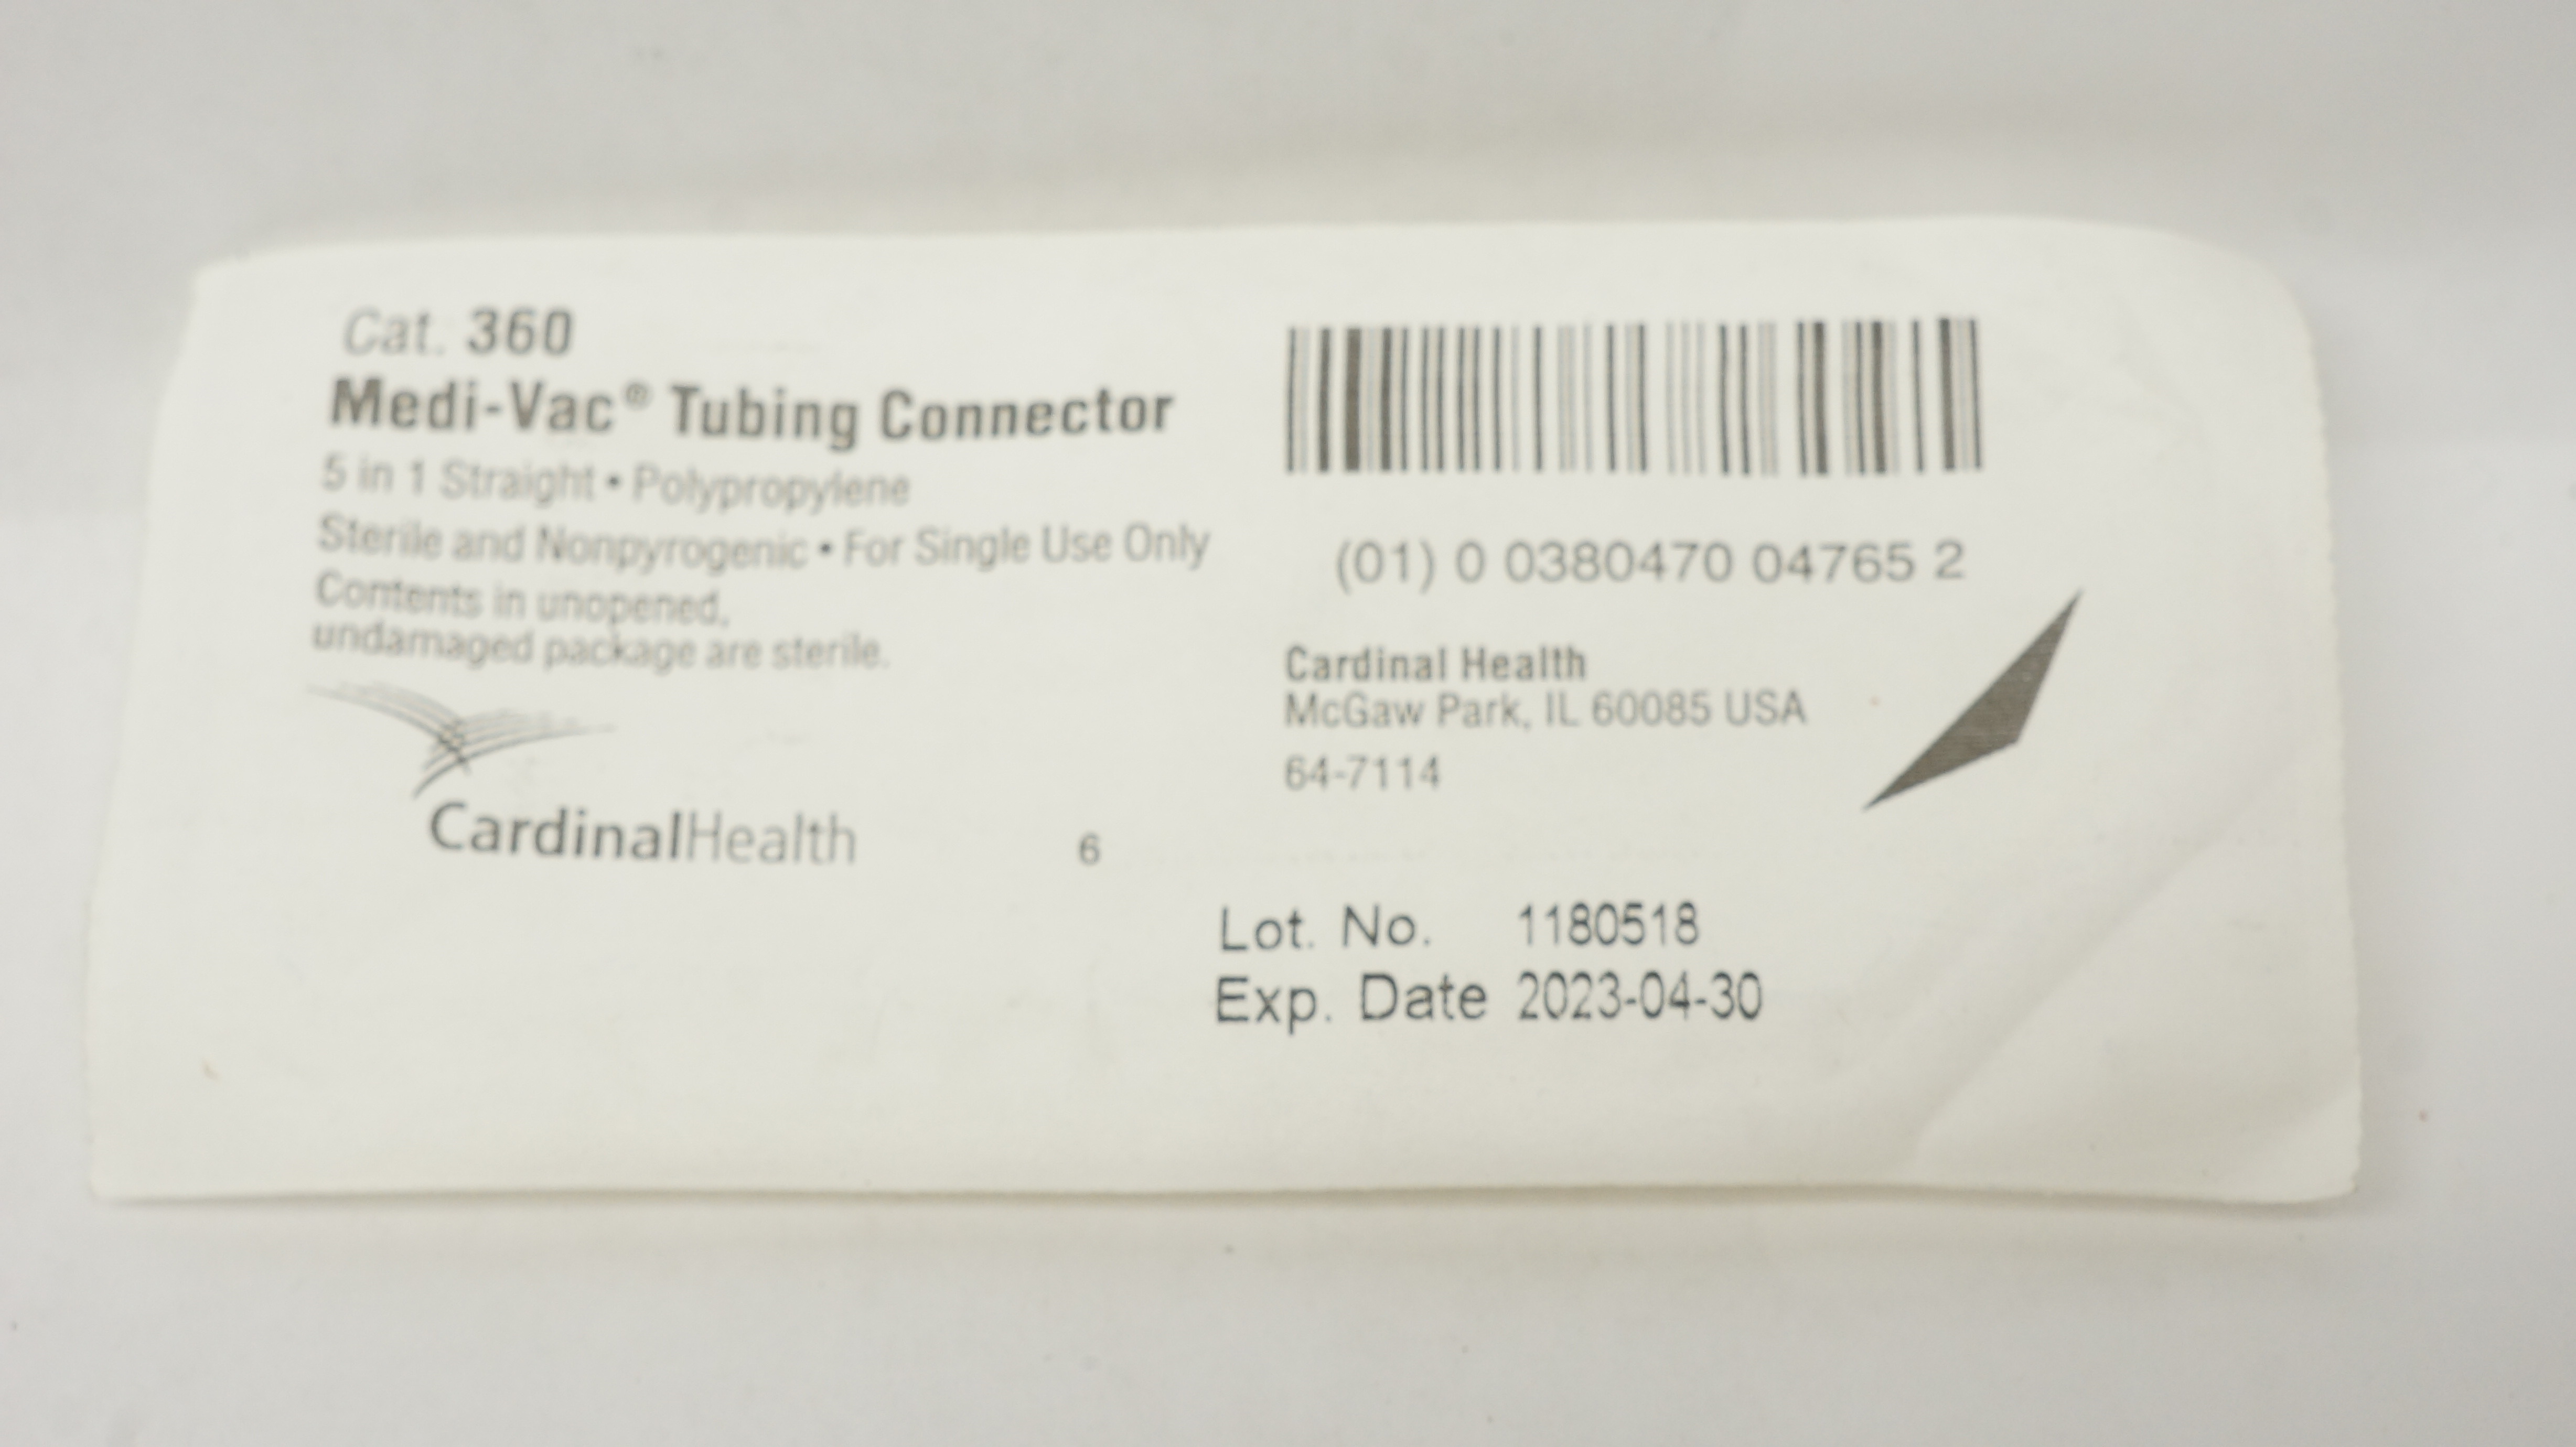 Cat. 360
Medi-Vac® Tubing Connector
5 in 1 Straight • Polypropylene
Sterile and Nonpyrogenic • For Single Use Only
Contents in unopened,
undamaged package are sterile.
CardinalHealth
6
(01) 0 0380470 04765 2
Cardinal Health
McGaw Park, IL 60085 USA
64-7114
Lot. No. 1180518
Exp. Date 2023-04-30